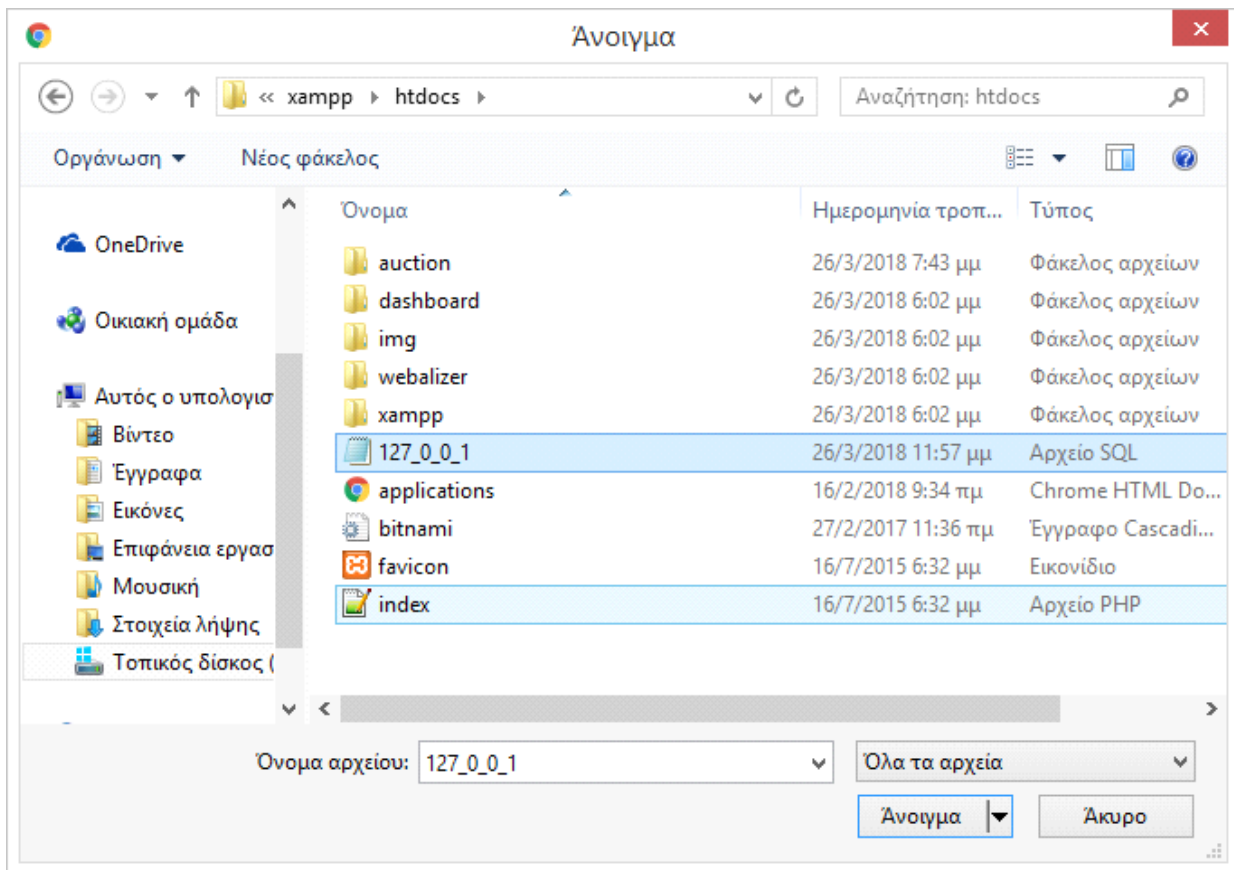 Άνοιγμα
« xampp htdocs
Αναζήτηση: htdocs
Οργάνωση Νέος φάκελος
Όνομα Ημερομηνία τροπ... Τύπος
OneDrive
Οικιακή ομάδα
Αυτός ο υπολογισ
Βίντεο
Έγγραφα
Εικόνες
Επιφάνεια εργασ
Μουσική
Στοιχεία λήψης
Τοπικός δίσκος (
auction 26/3/2018 7:43 μμ Φάκελος αρχείων
dashboard 26/3/2018 6:02 μμ Φάκελος αρχείων
img 26/3/2018 6:02 μμ Φάκελος αρχείων
webalizer 26/3/2018 6:02 μμ Φάκελος αρχείων
xampp 26/3/2018 6:02 μμ Φάκελος αρχείων
127_0_0_1 26/3/2018 11:57 μμ Αρχείο SQL
applications 16/2/2018 9:34 πμ Chrome HTML Do...
bitnami 27/2/2017 11:36 πμ Έγγραφο Cascadi...
favicon 16/7/2015 6:32 μμ Εικονίδιο
index 16/7/2015 6:32 μμ Αρχείο PHP
Όνομα αρχείου: 127_0_0_1 Όλα τα αρχεία
Άνοιγμα Άκυρο